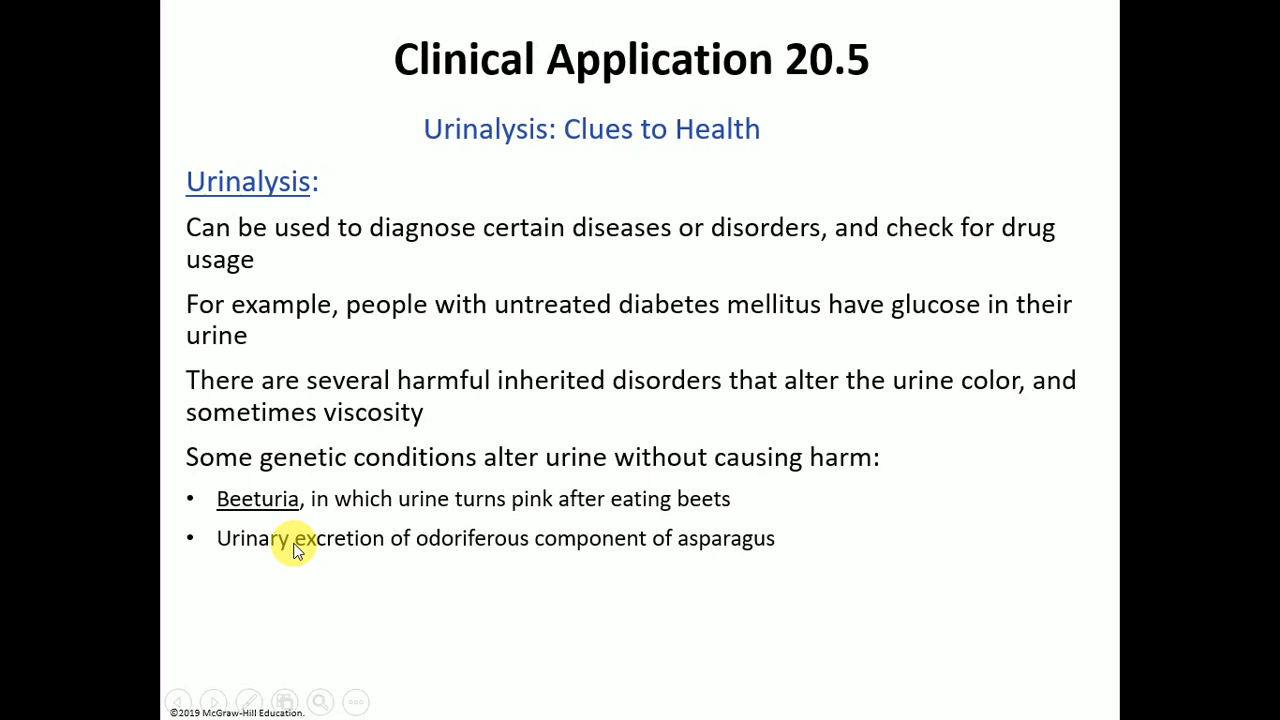 Clinical Application 20.5
Urinalysis: Clues to Health
Urinalysis:
Can be used to diagnose certain diseases or disorders, and check for drug
usage
For example, people with untreated diabetes mellitus have glucose in their
urine
There are several harmful inherited disorders that alter the urine color, and
sometimes viscosity
Some genetic conditions alter urine without causing harm:
• Beeturia, in which urine turns pink after eating beets
• Urinary excretion of odoriferous component of asparagus
©2019 McGraw-Hill Education.